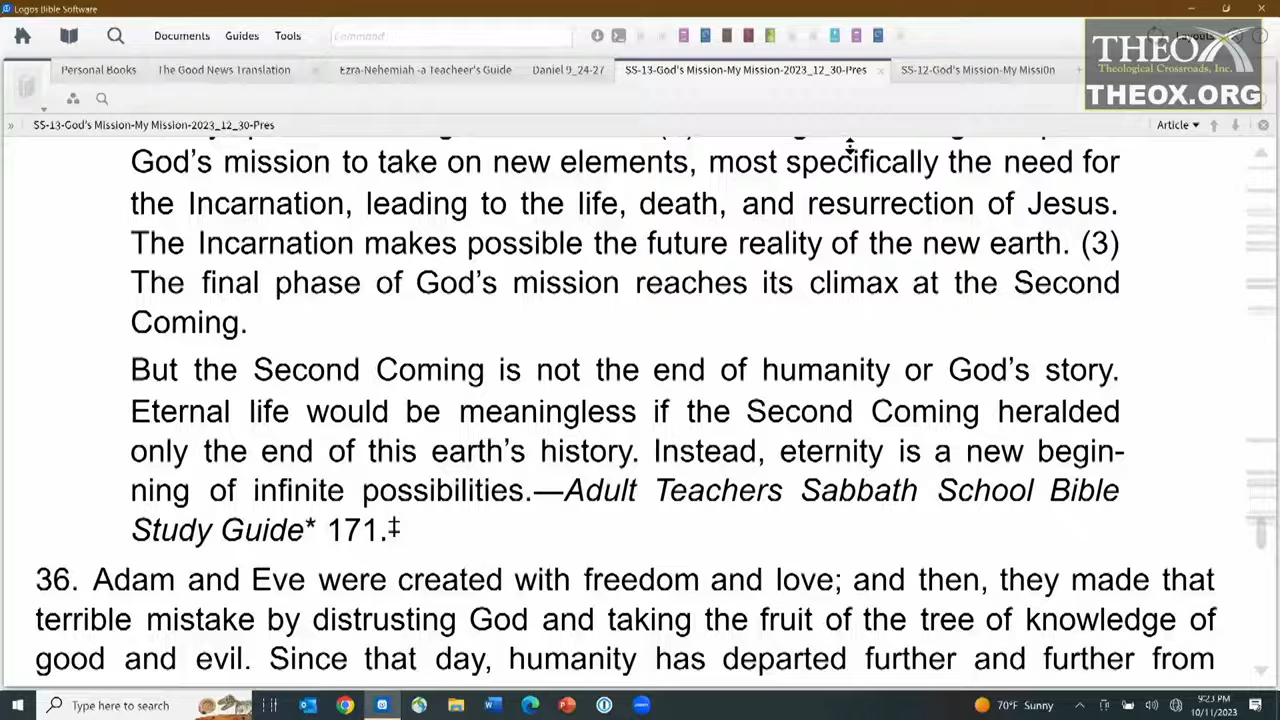 Logos Bible Software
Documents Guides Tools Command Layouts
THEOX
Theological Crossroads, Inc.
THEOX.ORG
Personal Books The Good News Translation Daniel 9_24-27 SS-13-God's Mission-My Mission-2023_12_30-Pres SS-12-God's Mission-My Missi0n
SS-13-God's Mission-My Mission-2023_12_30-Pres Article
God's mission to take on new elements, most specifically the need for
the Incarnation, leading to the life, death, and resurrection of Jesus.
The Incarnation makes possible the future reality of the new earth. (3)
The final phase of God's mission reaches its climax at the Second
Coming.
But the Second Coming is not the end of humanity or God's story.
Eternal life would be meaningless if the Second Coming heralded
only the end of this earth's history. Instead, eternity is a new begin-
ning of infinite possibilities.—Adult Teachers Sabbath School Bible
Study Guide* 171.‡
36. Adam and Eve were created with freedom and love; and then, they made that
terrible mistake by distrusting God and taking the fruit of the tree of knowledge of
good and evil. Since that day, humanity has departed further and further from
Type here to search 70°F Sunny 9:23 PM
10/11/2023